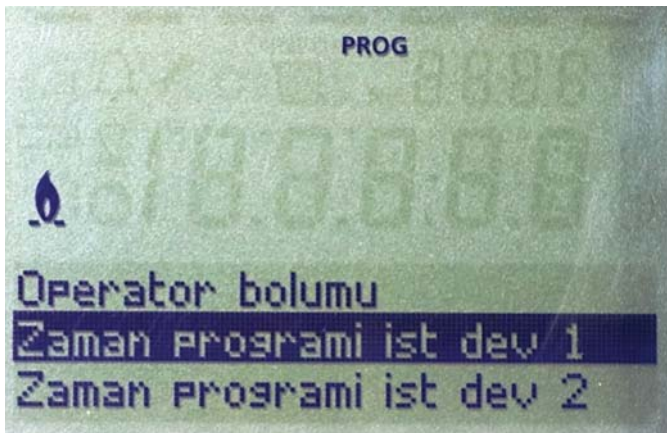 PROG
Operator bolumu
Zaman programi ist dev 1
Zaman programi ist dev 2